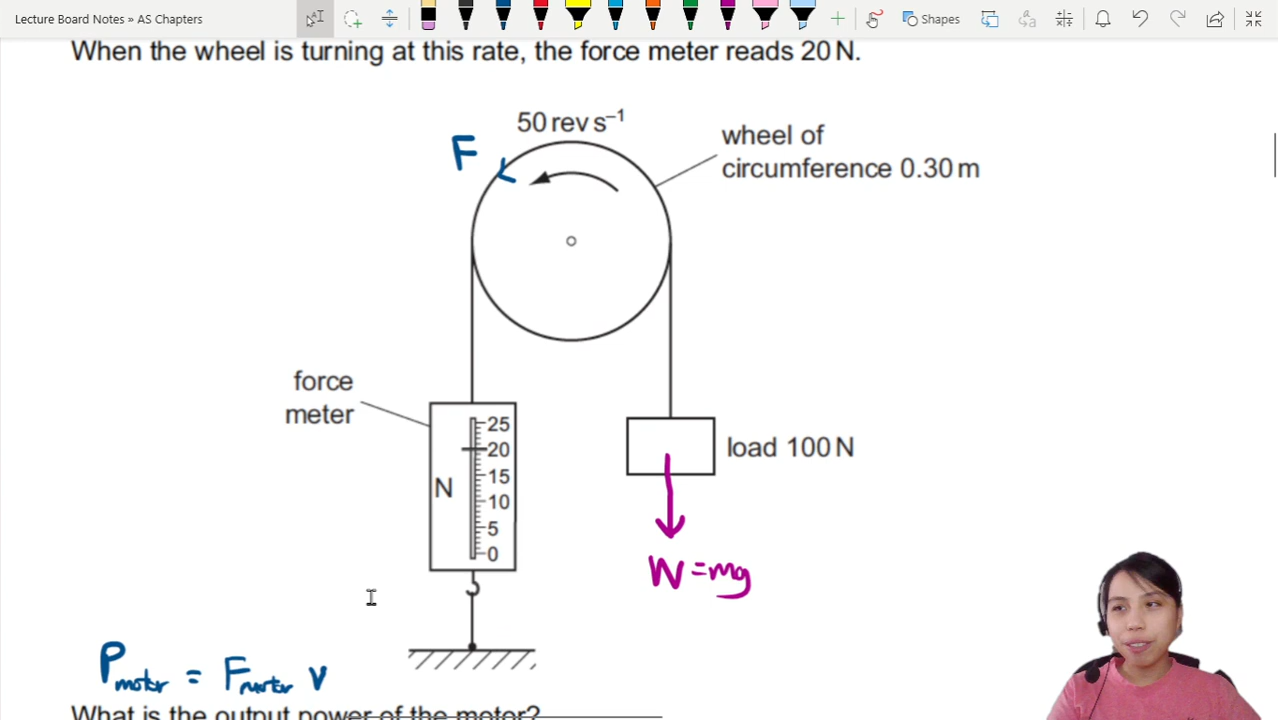 Lecture Board Notes » AS Chapters
Shapes
When the wheel is turning at this rate, the force meter reads 20 N.
50 rev s⁻¹
F
wheel of
circumference 0.30 m
force
meter
25
20
15
10
5
0
N
load 100 N
W = mg
P motor = F motor v
What is the output power of the motor?